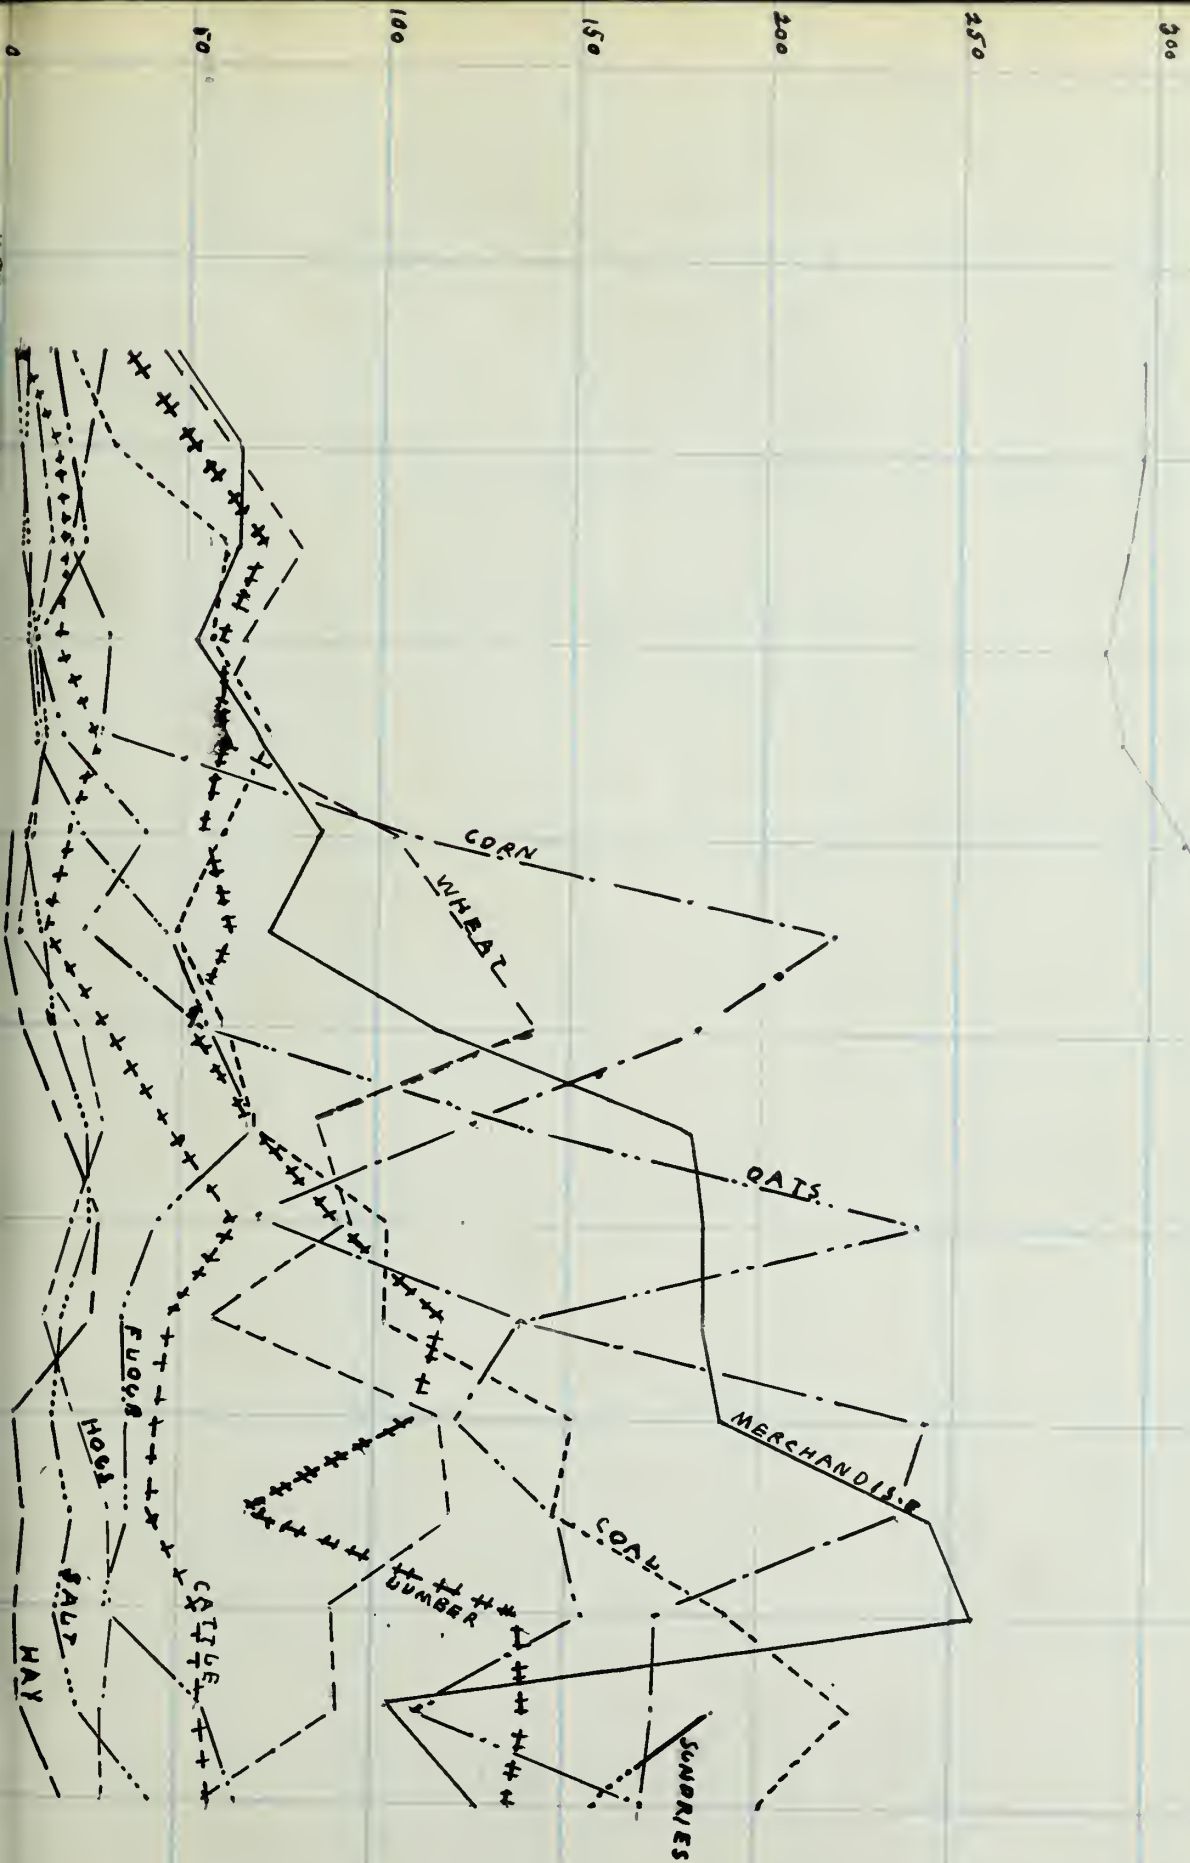 0
50
100
150
200
250
300
CORN
WHEAT
OATS
MERCHANDISE
COAL
LUMBER
SUNDRIES
FLOUR
HOGS
CATTLE
SALT
HAY